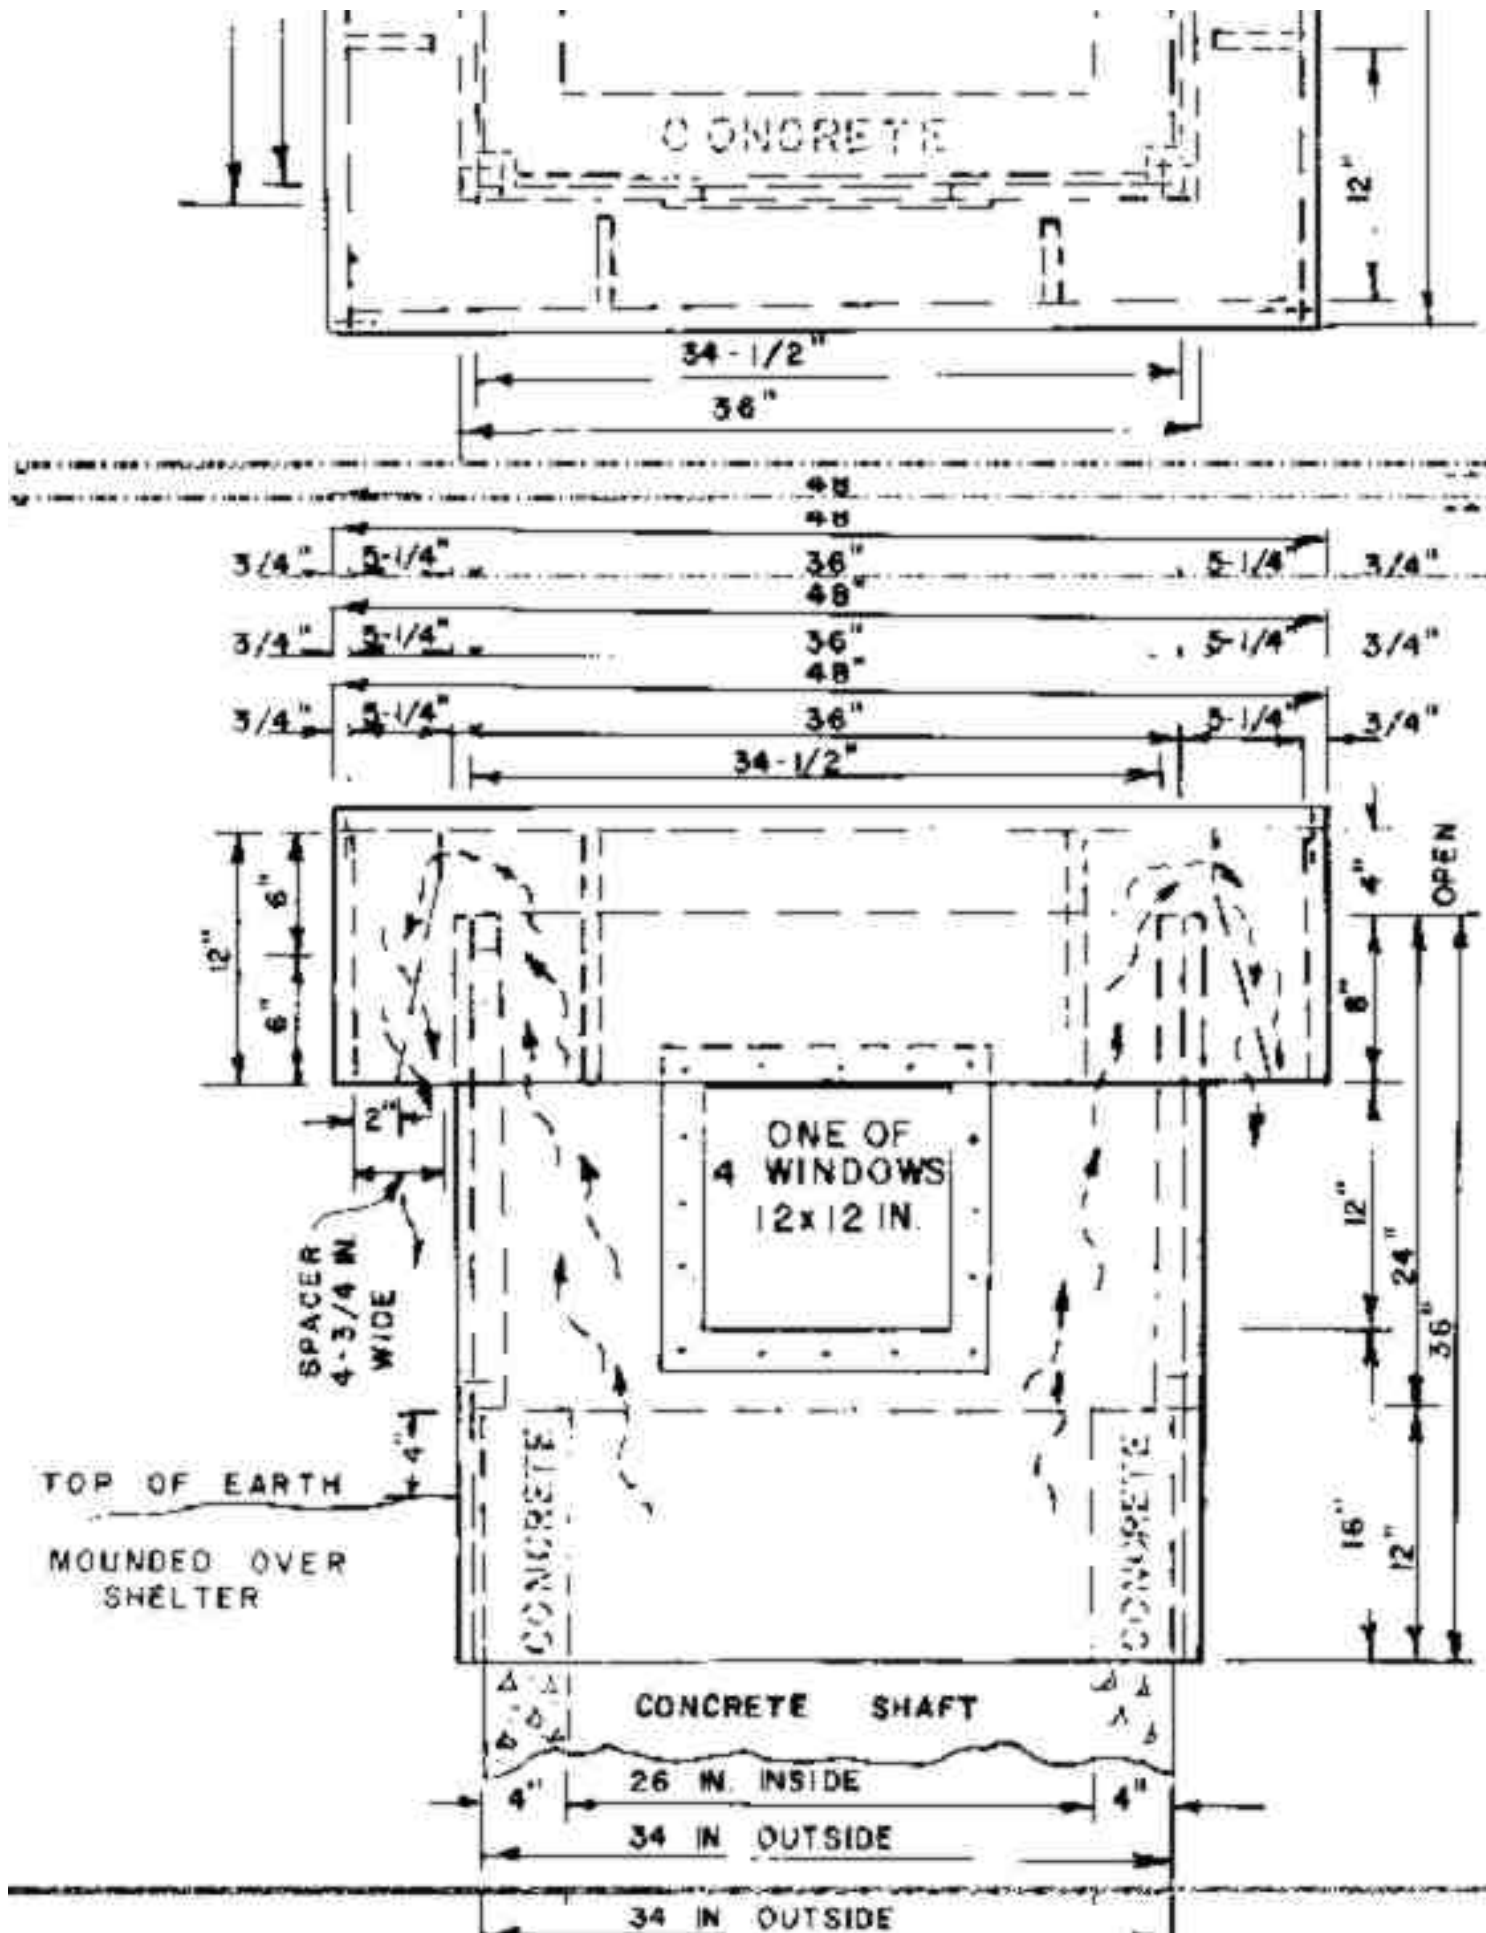 CONCRETE
12"
34-1/2"
36"
48
48
3/4" 5-1/4" 36" 5-1/4" 3/4"
48"
3/4" 5-1/4" 36" 5-1/4" 3/4"
48"
3/4" 5-1/4" 36" 5-1/4" 3/4"
34-1/2"
12"
6"
6"
4"
OPEN
8"
2"
ONE OF
4 WINDOWS
12x12 IN.
SPACER
4-3/4 IN
WIDE
12"
24"
36"
4"
TOP OF EARTH
MOUNDED OVER
SHELTER
CONCRETE
CONCRETE
16"
12"
CONCRETE SHAFT
4" 26 IN. INSIDE 4"
34 IN OUTSIDE
34 IN OUTSIDE